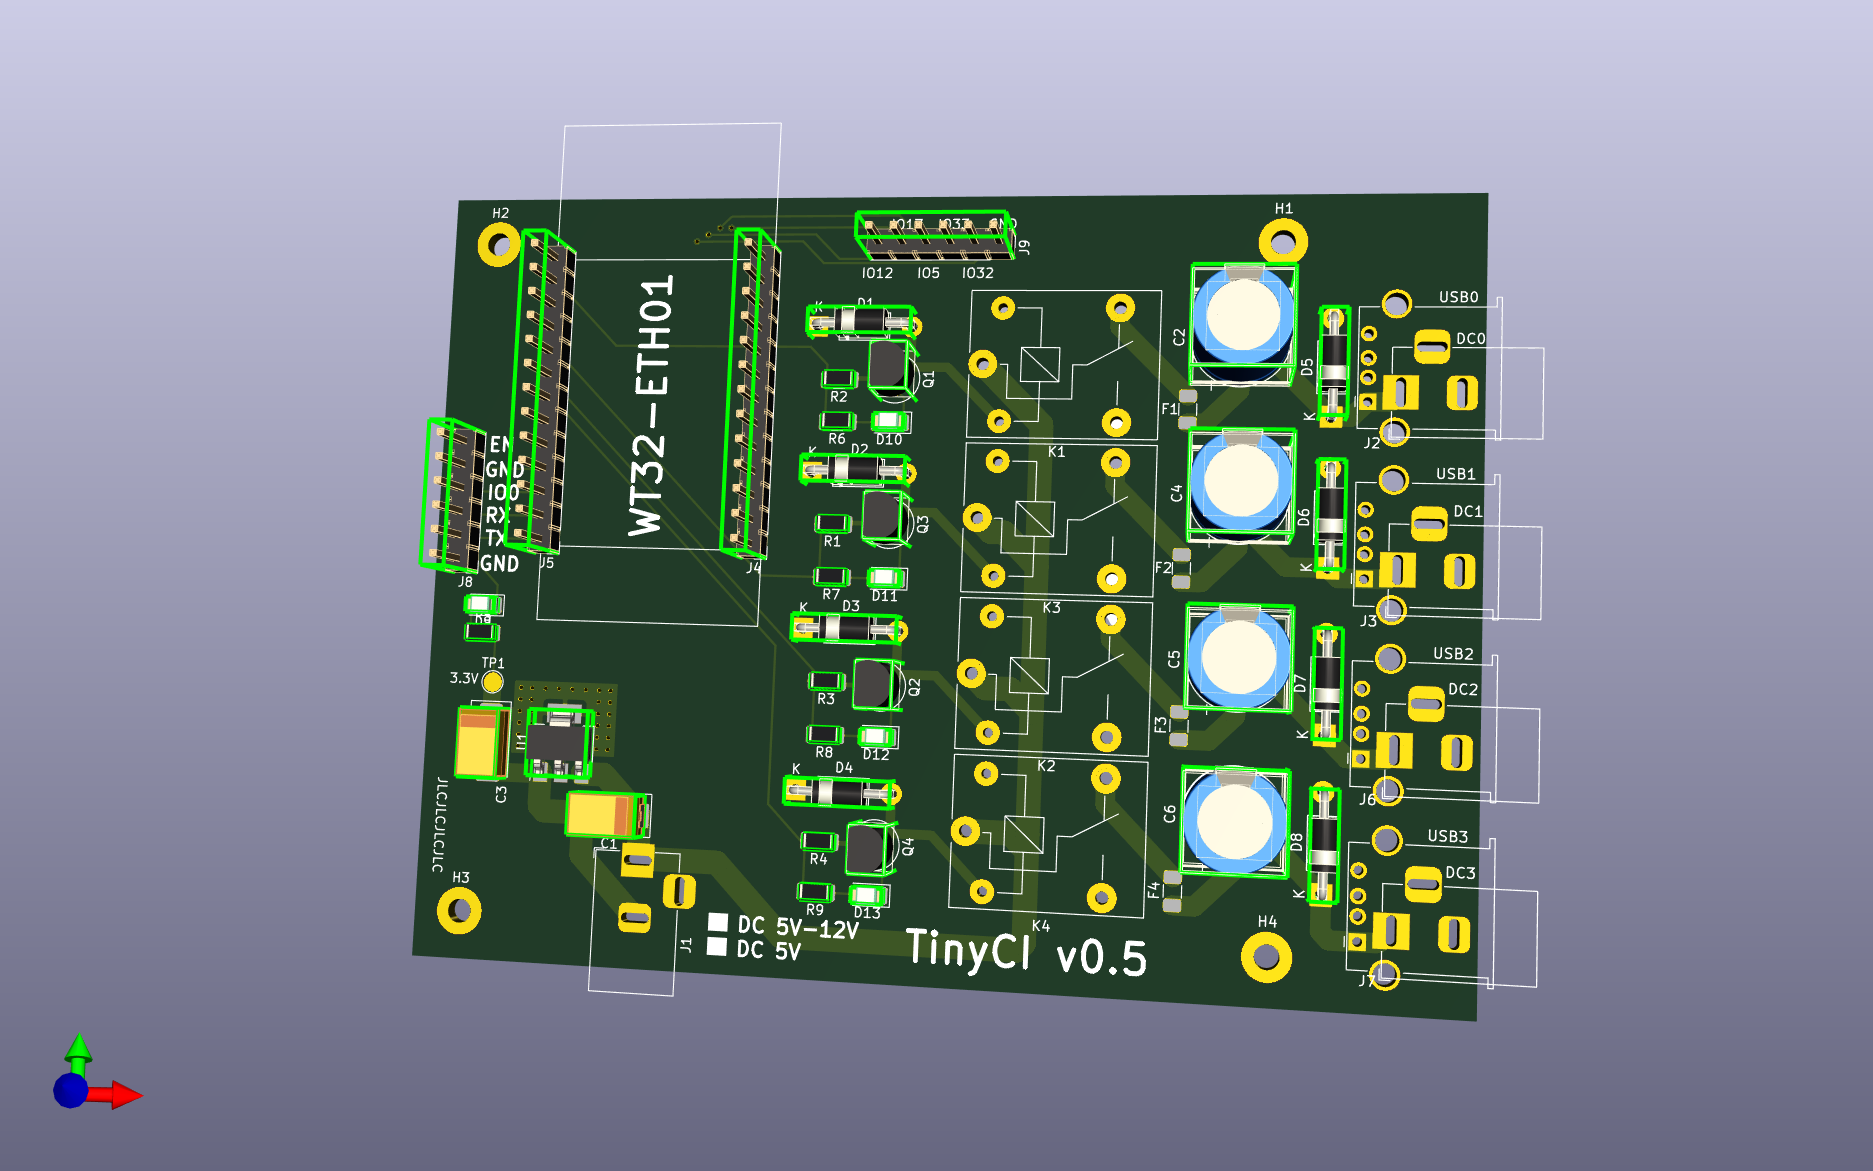 H2
H1
IO17
IO33
GND
J9
IO12
IO5
IO32
WT32-ETH01
K
D1
Q1
R2
R6
D10
K
D2
Q3
R1
R7
D11
K
D3
Q2
R3
R8
D12
K
D4
Q4
R4
R9
D13
EN
GND
IO0
RX
TX
GND
J8
J5
J4
TP1
3.3V
U1
C3
C1
JLCJLCJLCJLC
H3
J1
DC 5V-12V
DC 5V
TinyCI v0.5
K1
K3
K2
K4
C2
F1
C4
F2
C5
F3
C6
F4
H4
D5
K
USB0
DC0
J2
D6
K
USB1
DC1
J3
D7
K
USB2
DC2
J6
D8
K
USB3
DC3
J7